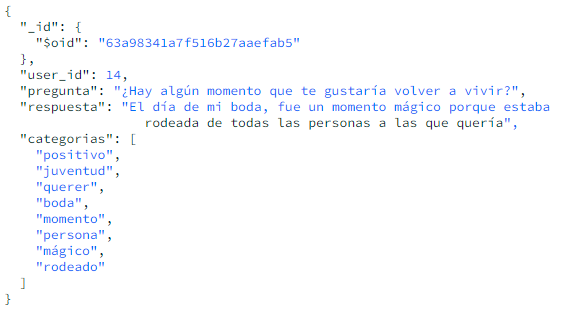 {
  "_id": {
    "$oid": "63a98341a7f516b27aaefab5"
  },
  "user_id": 14,
  "pregunta": "¿Hay algún momento que te gustaría volver a vivir?",
  "respuesta": "El día de mi boda, fue un momento mágico porque estaba
                rodeada de todas las personas a las que quería",
  "categorias": [
    "positivo",
    "juventud",
    "querer",
    "boda",
    "momento",
    "persona",
    "mágico",
    "rodeado"
  ]
}